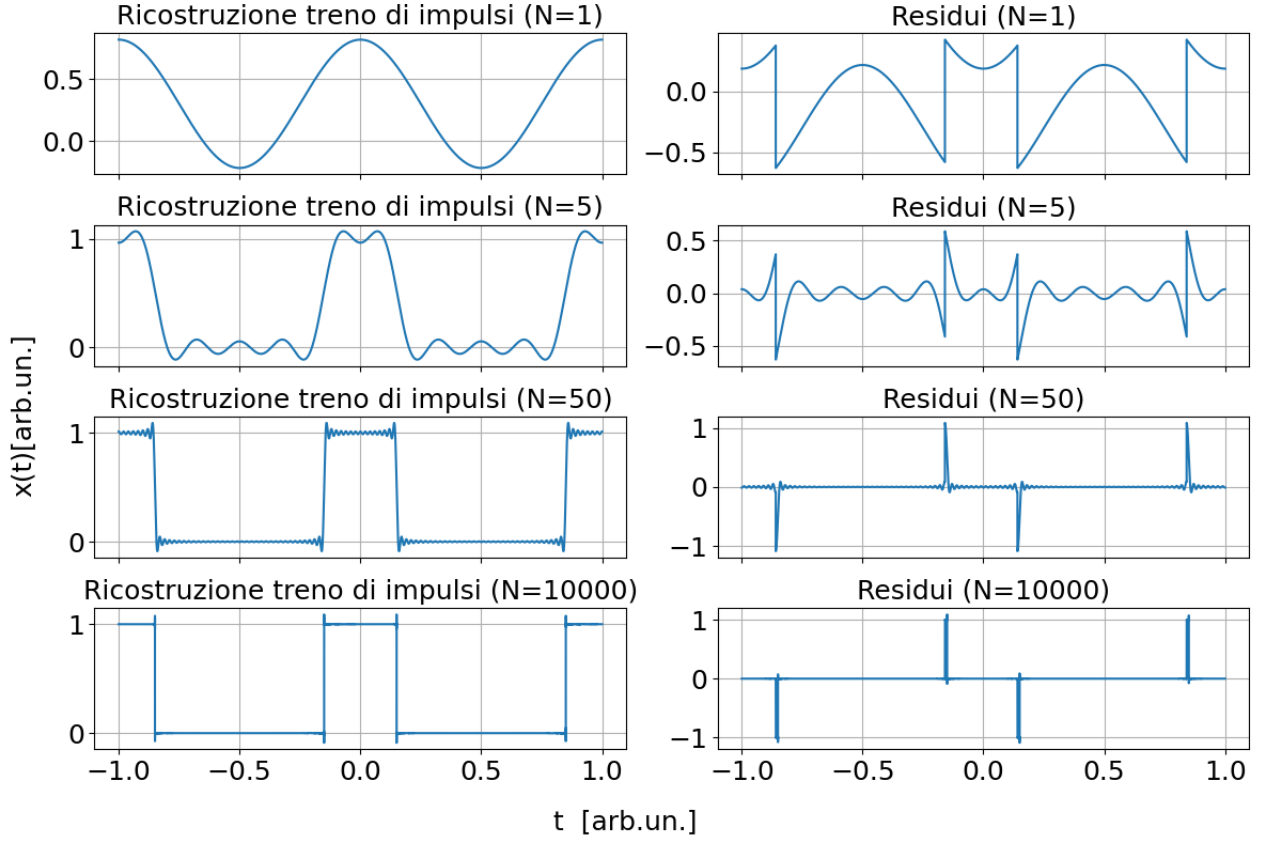 Ricostruzione treno di impulsi (N=1)
0.5
0.0
Residui (N=1)
0.0
−0.5
Ricostruzione treno di impulsi (N=5)
1
0
Residui (N=5)
0.5
0.0
−0.5
x(t)[arb.un.]
Ricostruzione treno di impulsi (N=50)
1
0
Residui (N=50)
1
0
−1
Ricostruzione treno di impulsi (N=10000)
1
0
−1.0 −0.5 0.0 0.5 1.0
Residui (N=10000)
1
0
−1
−1.0 −0.5 0.0 0.5 1.0
t [arb.un.]